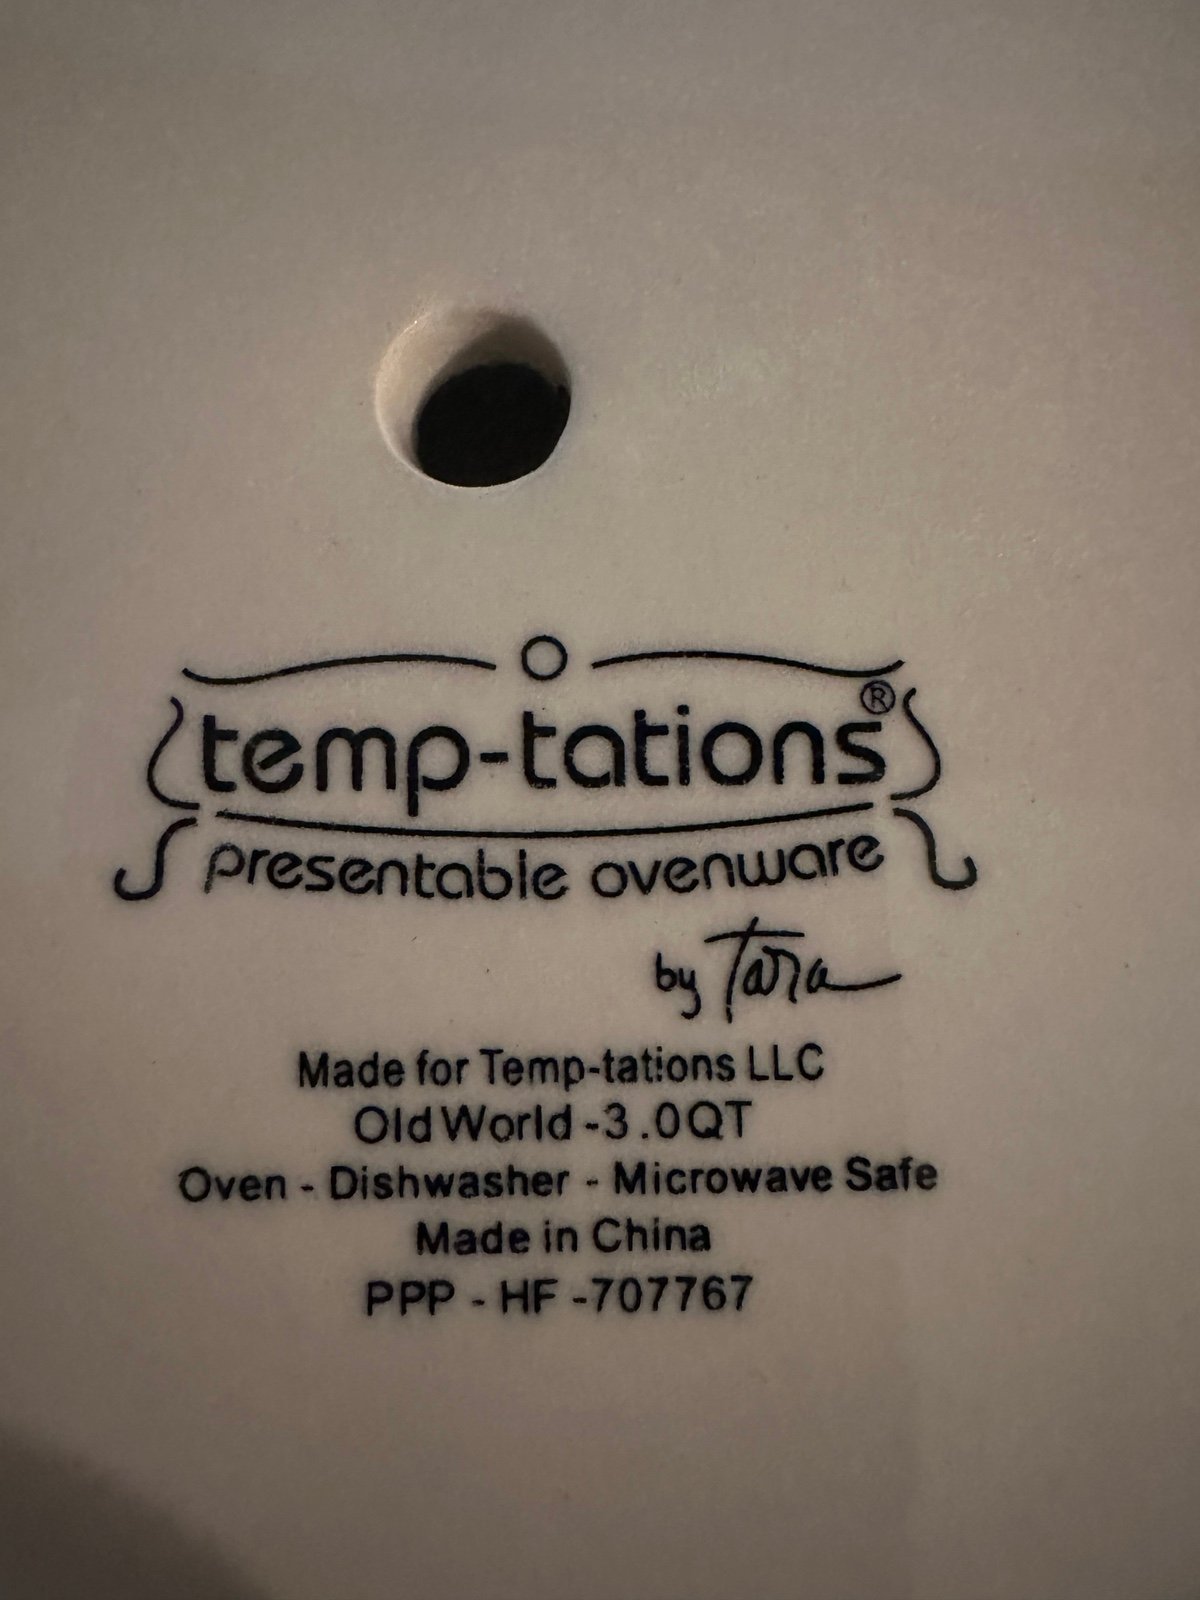 temp-tations®
presentable ovenware
by Tara
Made for Temp-tations LLC
Old World -3.0QT
Oven - Dishwasher - Microwave Safe
Made in China
PPP - HF -707767